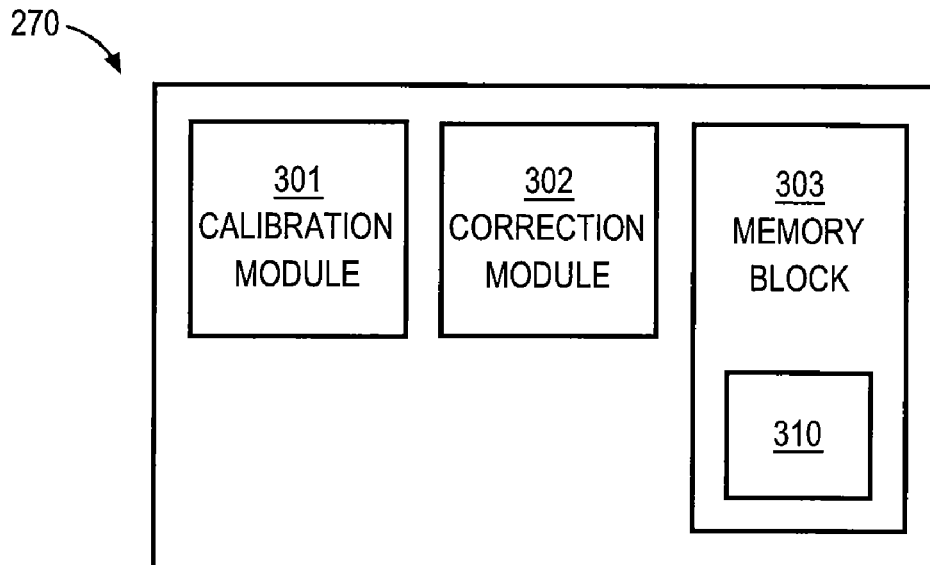 270
301
CALIBRATION
MODULE
302
CORRECTION
MODULE
303
MEMORY
BLOCK
310